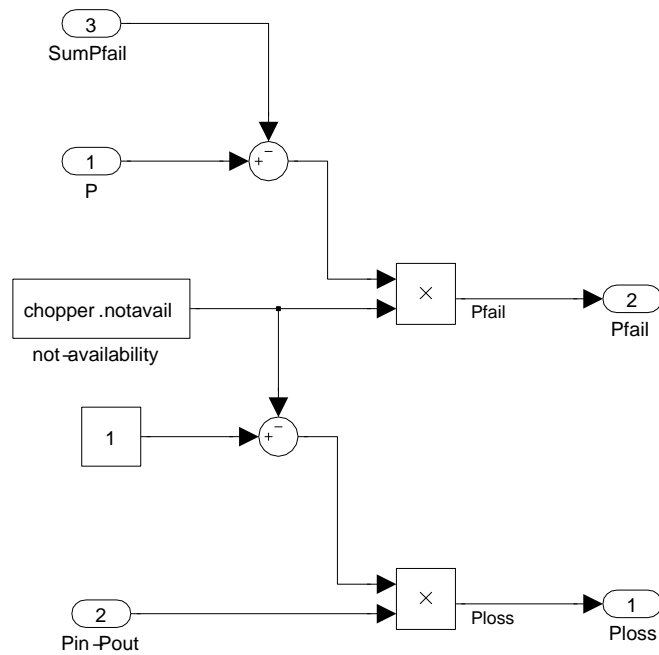 3
SumPfail
−
+
1
P
chopper .notavail
not-availability
×
Pfail
2
Pfail
−
+
1
×
Ploss
1
Ploss
2
Pin-Pout